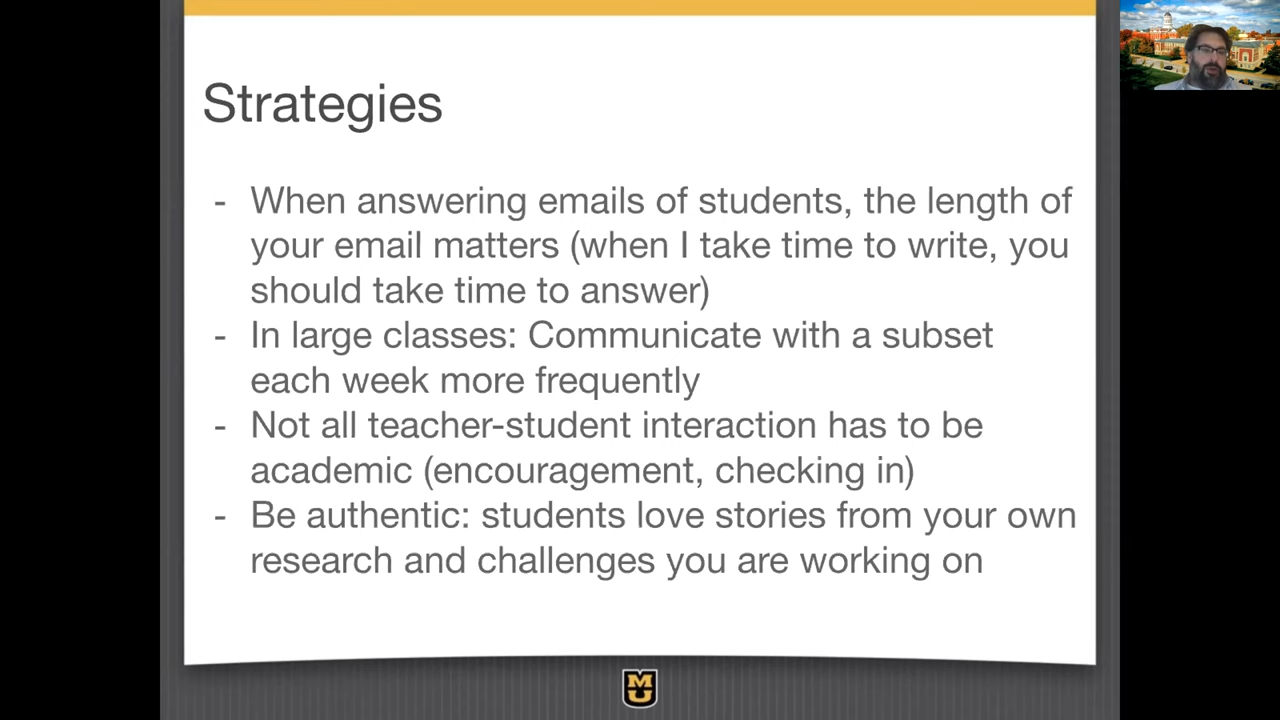 Strategies
- When answering emails of students, the length of
your email matters (when I take time to write, you
should take time to answer)
- In large classes: Communicate with a subset
each week more frequently
- Not all teacher-student interaction has to be
academic (encouragement, checking in)
- Be authentic: students love stories from your own
research and challenges you are working on
MU